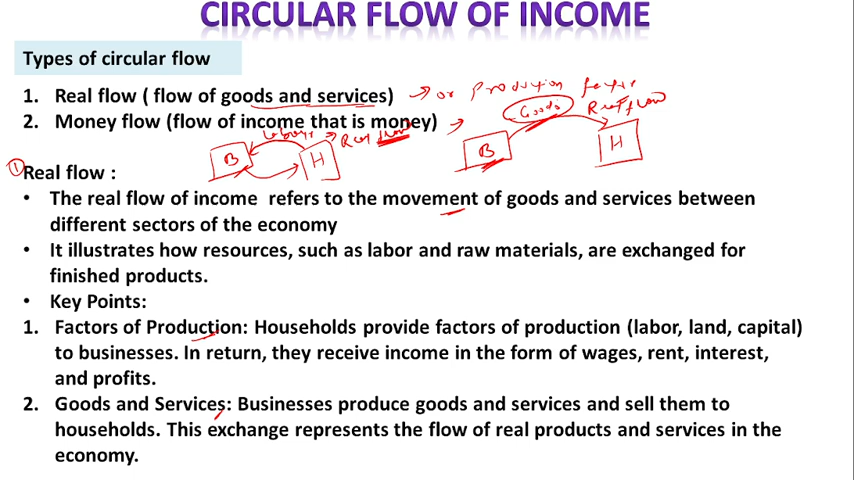 CIRCULAR FLOW OF INCOME
Types of circular flow
1. Real flow ( flow of goods and services) → or Production factor
2. Money flow (flow of income that is money) →
Goods Real flow
labour → Real flow
B H
B H
① Real flow :
• The real flow of income refers to the movement of goods and services between
different sectors of the economy
• It illustrates how resources, such as labor and raw materials, are exchanged for
finished products.
• Key Points:
1. Factors of Production: Households provide factors of production (labor, land, capital)
to businesses. In return, they receive income in the form of wages, rent, interest,
and profits.
2. Goods and Services: Businesses produce goods and services and sell them to
households. This exchange represents the flow of real products and services in the
economy.